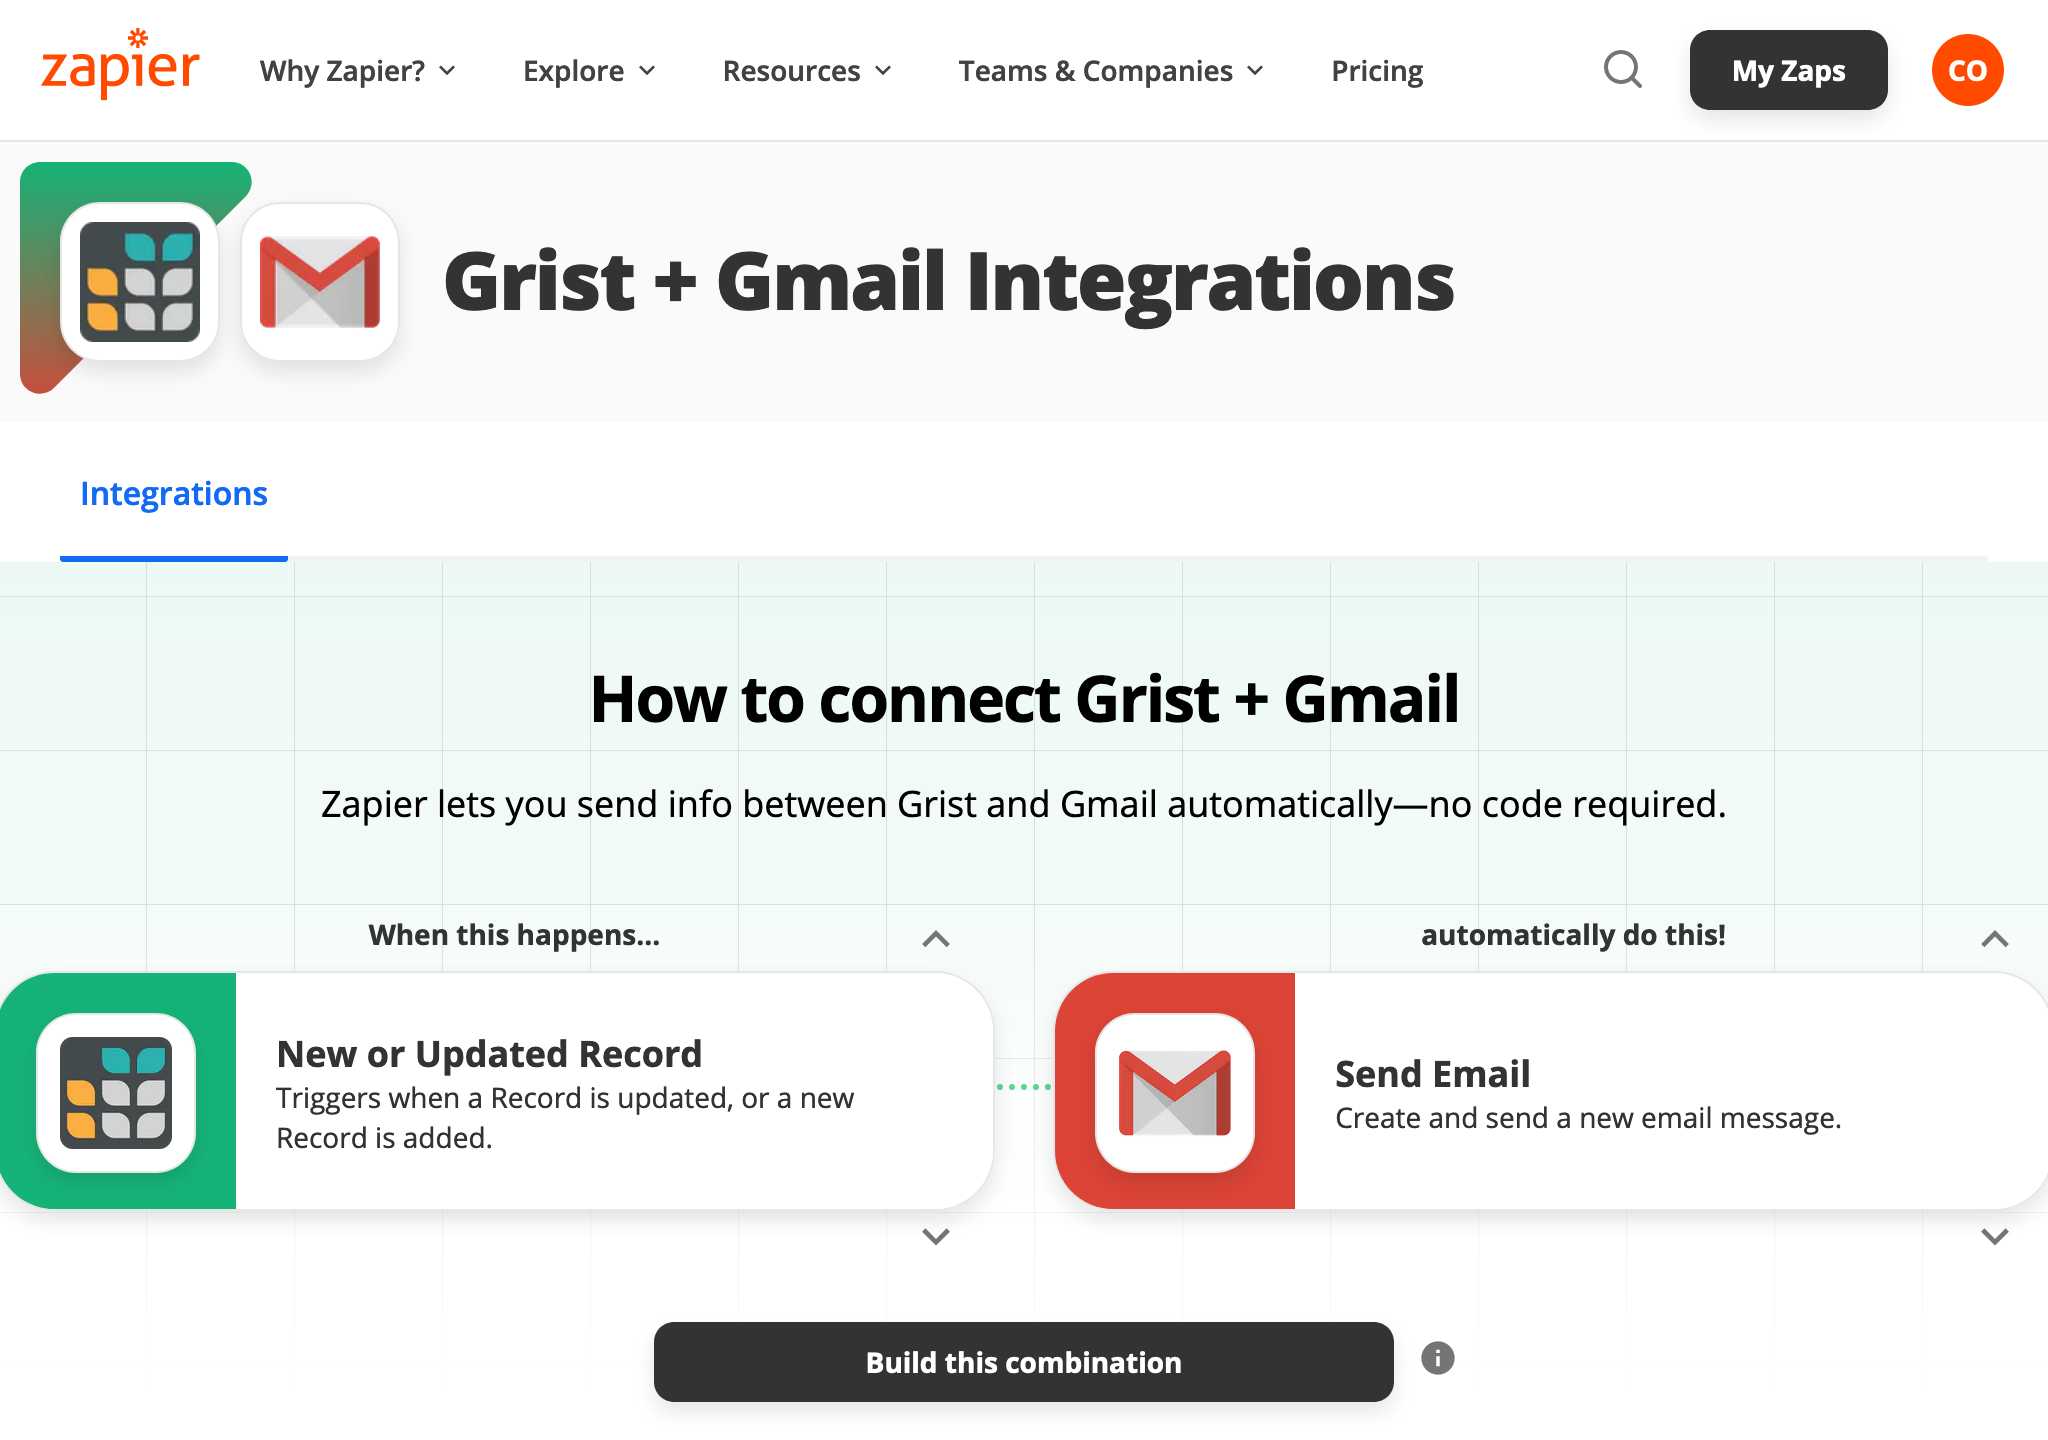 zapier
Why Zapier?
Explore
Resources
Teams & Companies
Pricing
My Zaps
CO
Grist + Gmail Integrations
Integrations
How to connect Grist + Gmail
Zapier lets you send info between Grist and Gmail automatically—no code required.
When this happens...
automatically do this!
New or Updated Record
Triggers when a Record is updated, or a new
Record is added.
Send Email
Create and send a new email message.
Build this combination